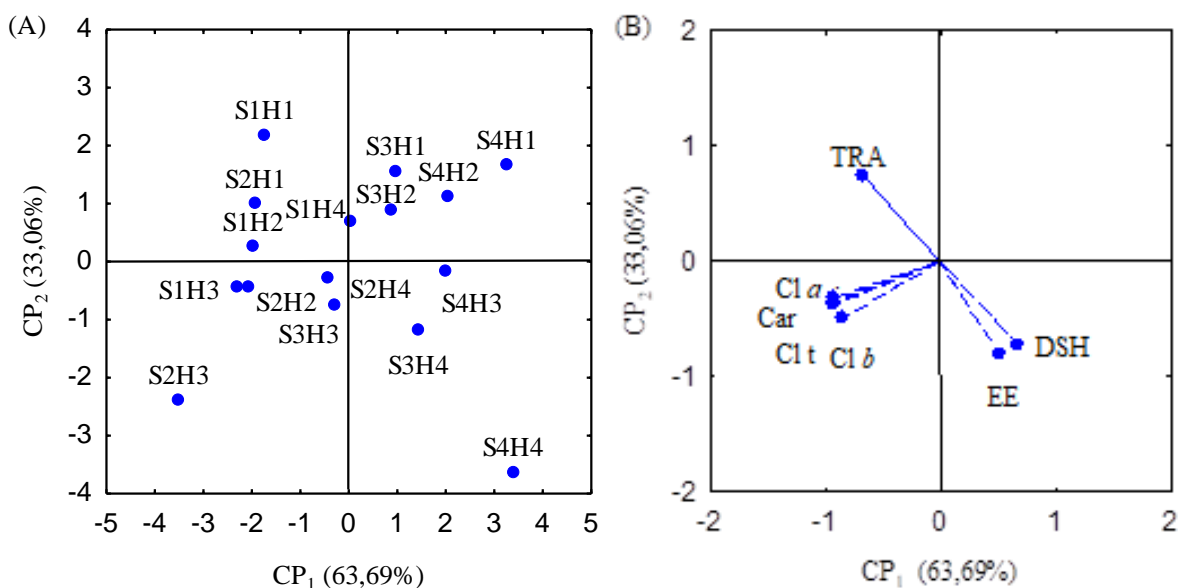 (A)
4
3
2
1
0
-1
-2
-3
-4
CP2 (33,06%)
S1H1
S3H1
S4H1
S2H1
S3H2
S4H2
S1H2
S1H4
S1H3
S2H2
S2H4
S4H3
S3H3
S3H4
S2H3
S4H4
-5 -4 -3 -2 -1 0 1 2 3 4 5
CP1 (63,69%)
(B)
2
1
0
-1
-2
CP2 (33,06%)
TRA
Cl a
Car
Cl t Cl b
DSH
EE
-2 -1 0 1 2
CP1 (63,69%)